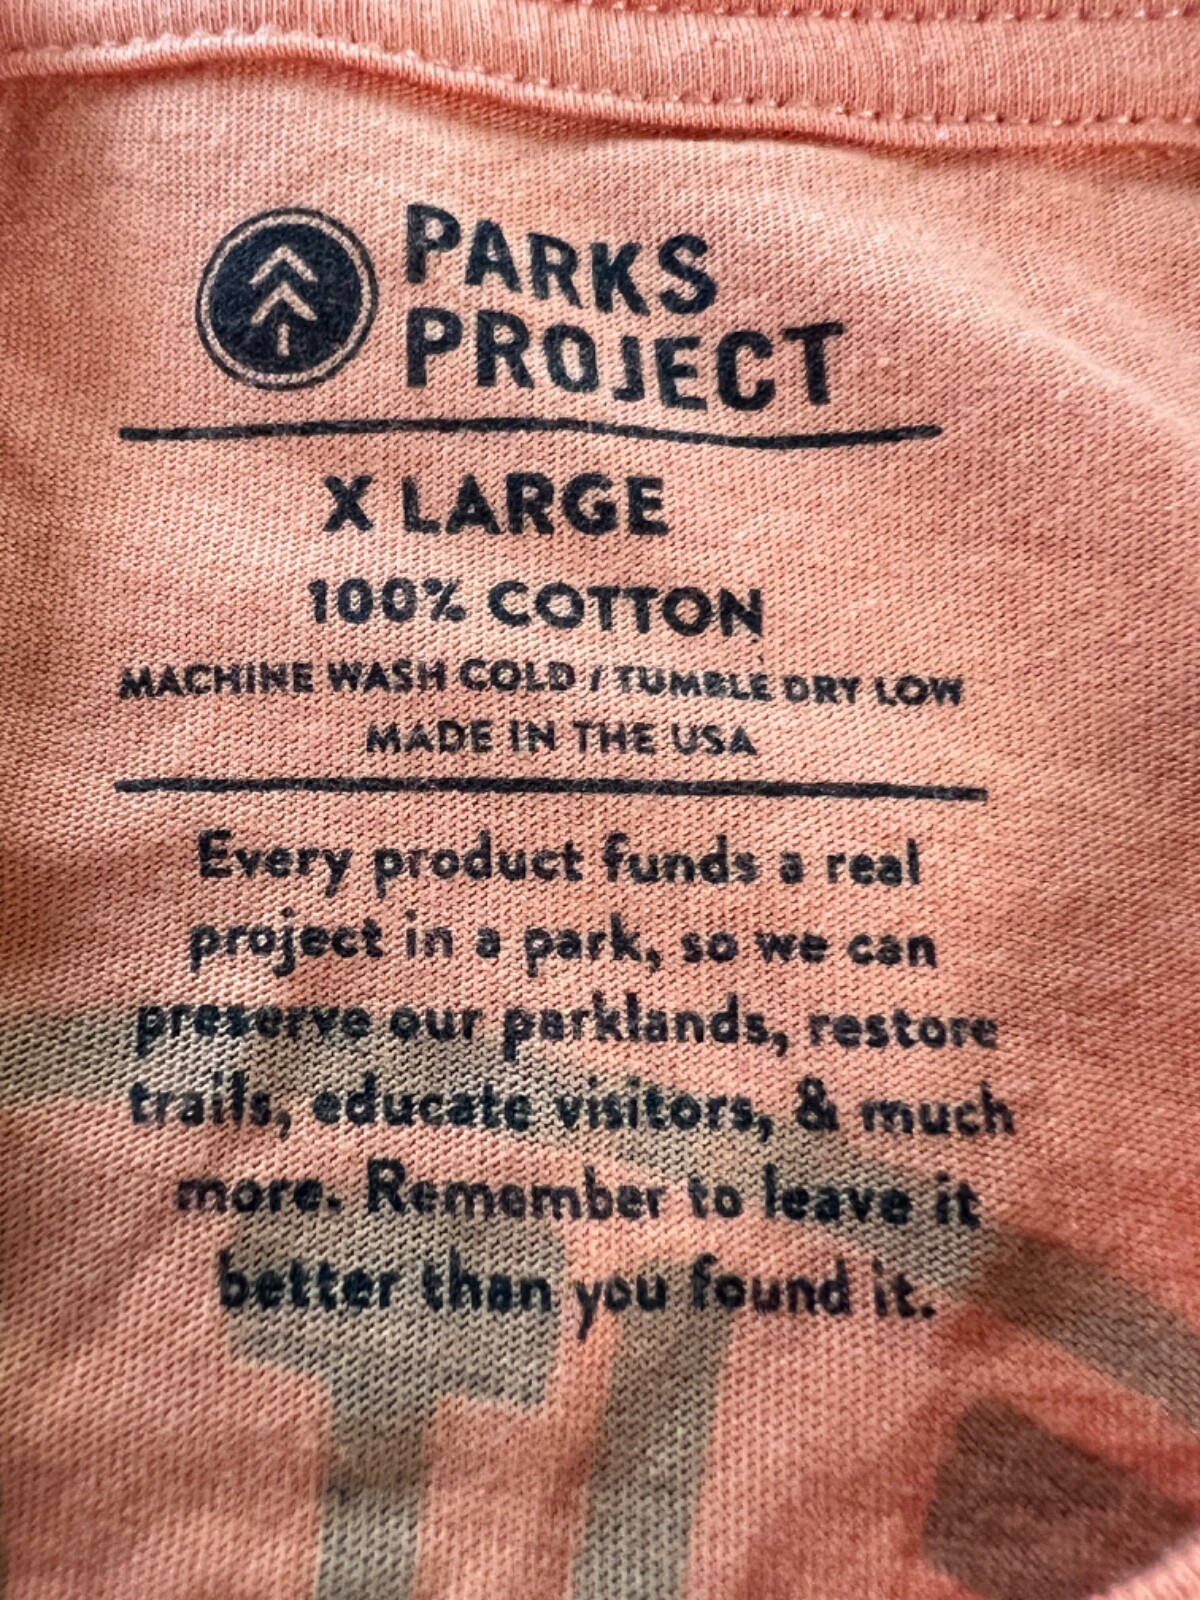 PARKS
PROJECT
X LARGE
100% COTTON
MACHINE WASH COLD / TUMBLE DRY LOW
MADE IN THE USA
Every product funds a real
project in a park, so we can
preserve our parklands, restore
trails, educate visitors, & much
more. Remember to leave it
better than you found it.